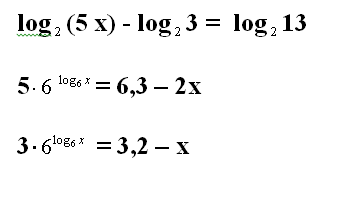 log₂ (5 x) - log₂ 3 = log₂ 13
5· 6^(log₆ x) = 6,3 – 2x
3· 6^(log₆ x) = 3,2 – x